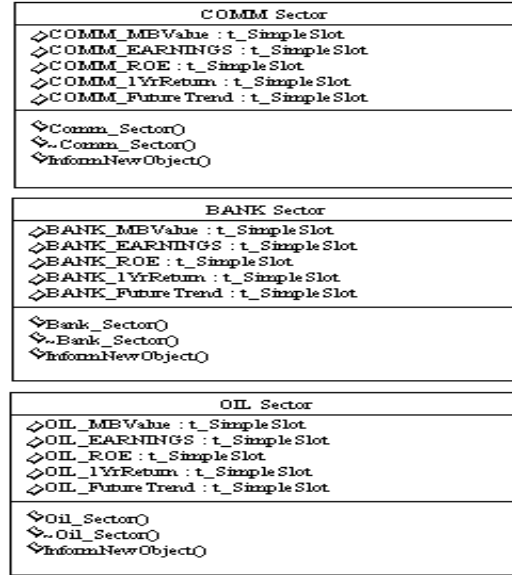 COMM Sector
COMM_MBValue : t_SimpleSlot
COMM_EARNINGS : t_SimpleSlot
COMM_ROE : t_SimpleSlot
COMM_1YrReturn : t_SimpleSlot
COMM_FutureTrend : t_SimpleSlot
Comm_Sector()
~Comm_Sector()
InformNewObject()
BANK Sector
BANK_MBValue : t_SimpleSlot
BANK_EARNINGS : t_SimpleSlot
BANK_ROE : t_SimpleSlot
BANK_1YrReturn : t_SimpleSlot
BANK_FutureTrend : t_SimpleSlot
Bank_Sector()
~Bank_Sector()
InformNewObject()
OIL Sector
OIL_MBValue : t_SimpleSlot
OIL_EARNINGS : t_SimpleSlot
OIL_ROE : t_SimpleSlot
OIL_1YrReturn : t_SimpleSlot
OIL_FutureTrend : t_SimpleSlot
Oil_Sector()
~Oil_Sector()
InformNewObject()